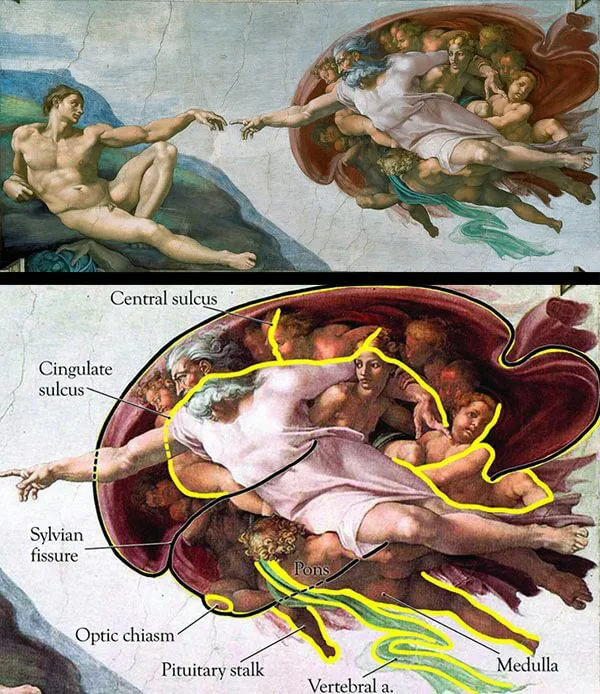 Central sulcus
Cingulate
sulcus
Sylvian
fissure
Pons
Optic chiasm
Pituitary stalk
Medulla
Vertebral a.